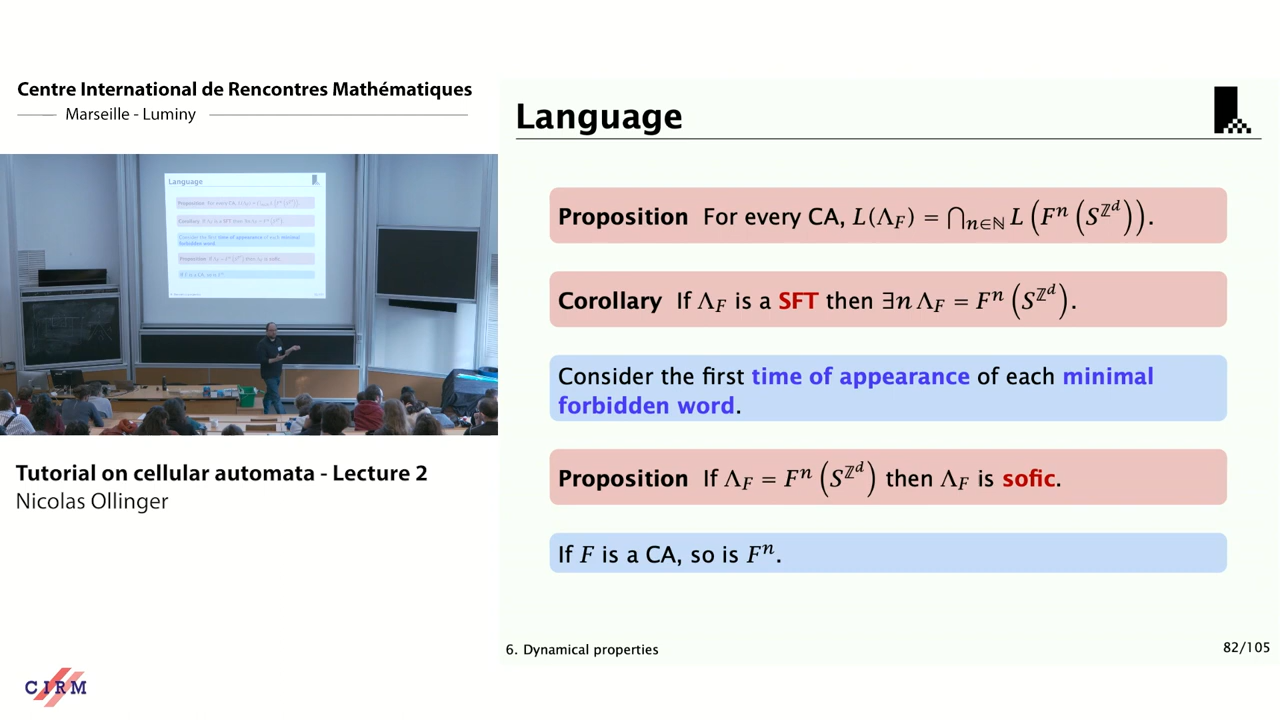 Centre International de Rencontres Mathématiques
Marseille - Luminy
Language
Proposition For every CA, L(Λ_F) = ⋂_{n∈ℕ} L(F^n(S^{ℤ^d})).
Corollary If Λ_F is a SFT then ∃n Λ_F = F^n(S^{ℤ^d}).
Consider the first time of appearance of each minimal
forbidden word.
Proposition If Λ_F = F^n(S^{ℤ^d}) then Λ_F is sofic.
If F is a CA, so is F^n.
6. Dynamical properties
82/105
Language
Tutorial on cellular automata - Lecture 2
Nicolas Ollinger
CIRM